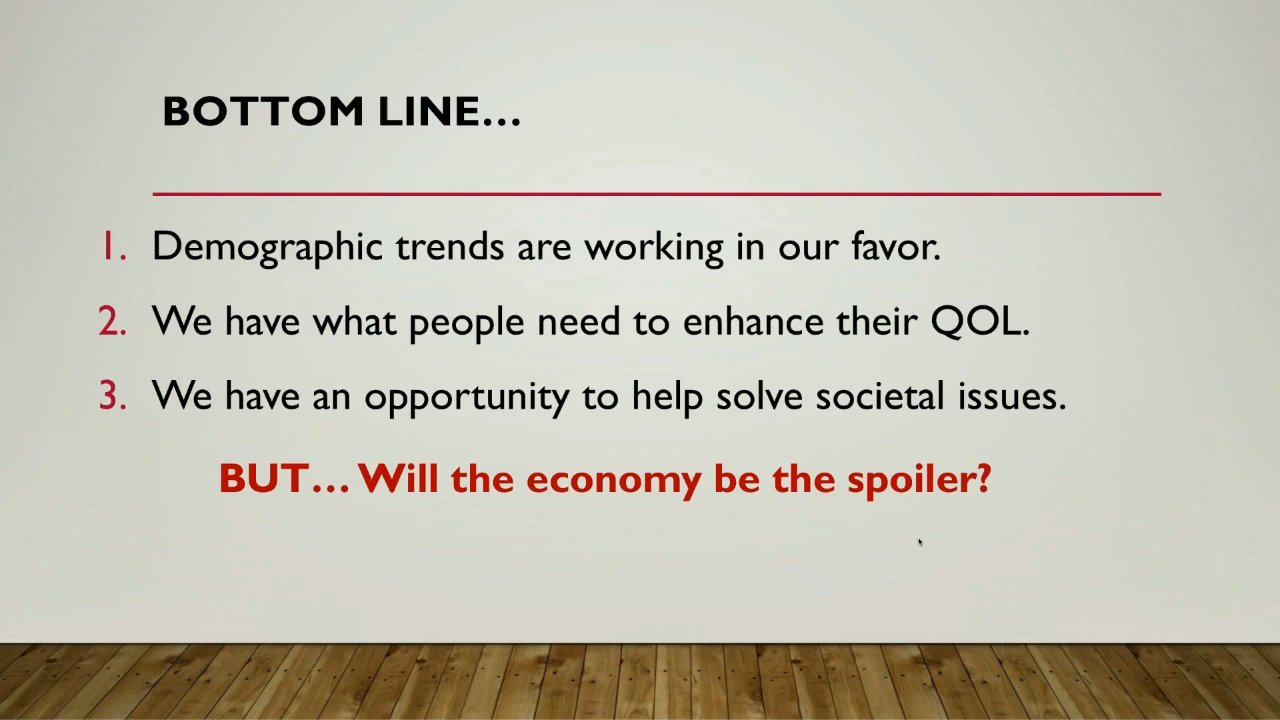 BOTTOM LINE…
1. Demographic trends are working in our favor.
2. We have what people need to enhance their QOL.
3. We have an opportunity to help solve societal issues.
BUT… Will the economy be the spoiler?